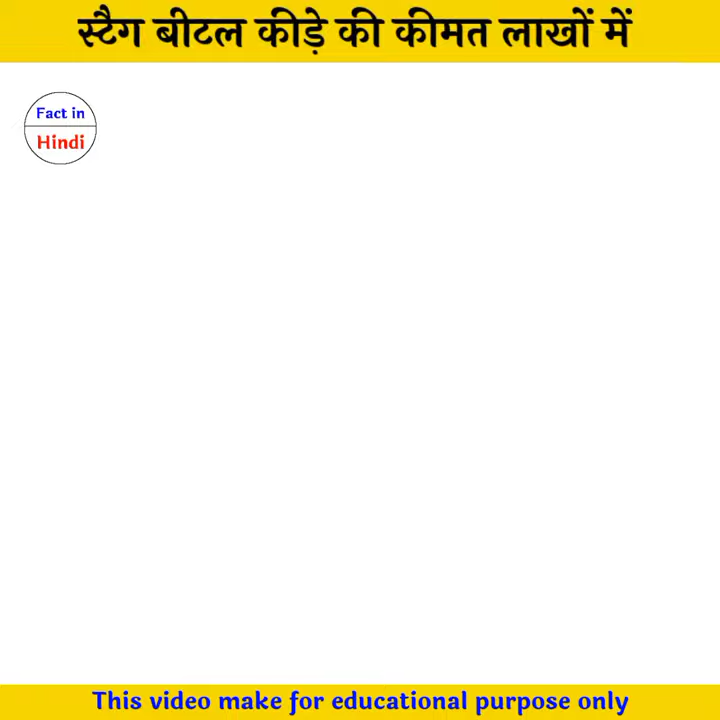 स्टैग बीटल कीड़े की कीमत लाखों में
Fact in
Hindi
This video make for educational purpose only